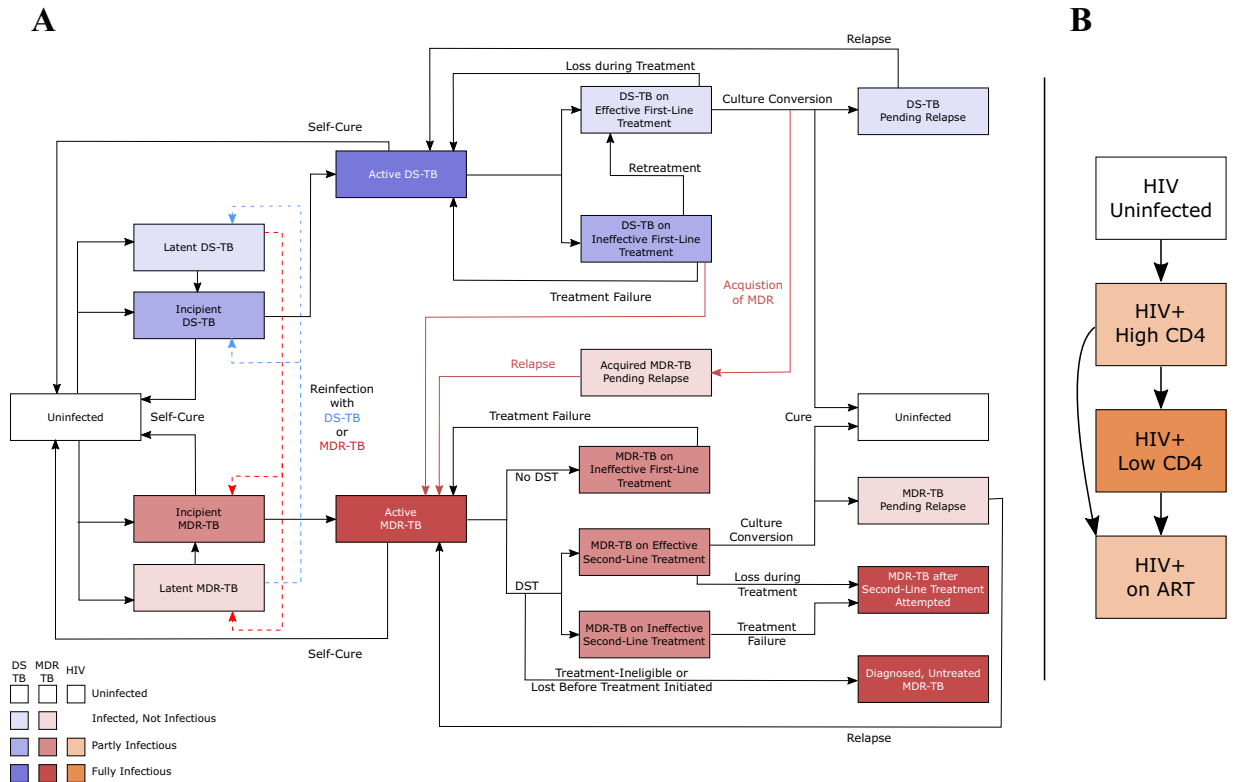 A
B
Relapse
Loss during Treatment
DS-TB on
Effective First-Line
Treatment
Culture Conversion
DS-TB
Pending Relapse
Self-Cure
Active DS-TB
Retreatment
DS-TB on
Ineffective First-Line
Treatment
Latent DS-TB
Treatment Failure
Acquistion
of MDR
Incipient
DS-TB
Relapse
Acquired MDR-TB
Pending Relapse
Uninfected
Self-Cure
Reinfection
with
DS-TB
or
MDR-TB
Treatment Failure
Cure
Uninfected
MDR-TB on
Ineffective First-Line
Treatment
No DST
Incipient
MDR-TB
Active
MDR-TB
MDR-TB
Pending Relapse
Culture
Conversion
MDR-TB on Effective
Second-Line Treatment
Latent MDR-TB
DST
Loss during
Treatment
MDR-TB after
Second-Line Treatment
Attempted
MDR-TB on Ineffective
Second-Line Treatment
Treatment
Failure
Self-Cure
Treatment-Ineligible or
Lost Before Treatment Initiated
Diagnosed, Untreated
MDR-TB
Relapse
DS
TB
MDR
TB
HIV
Uninfected
Infected, Not Infectious
Partly Infectious
Fully Infectious
HIV
Uninfected
HIV+
High CD4
HIV+
Low CD4
HIV+
on ART